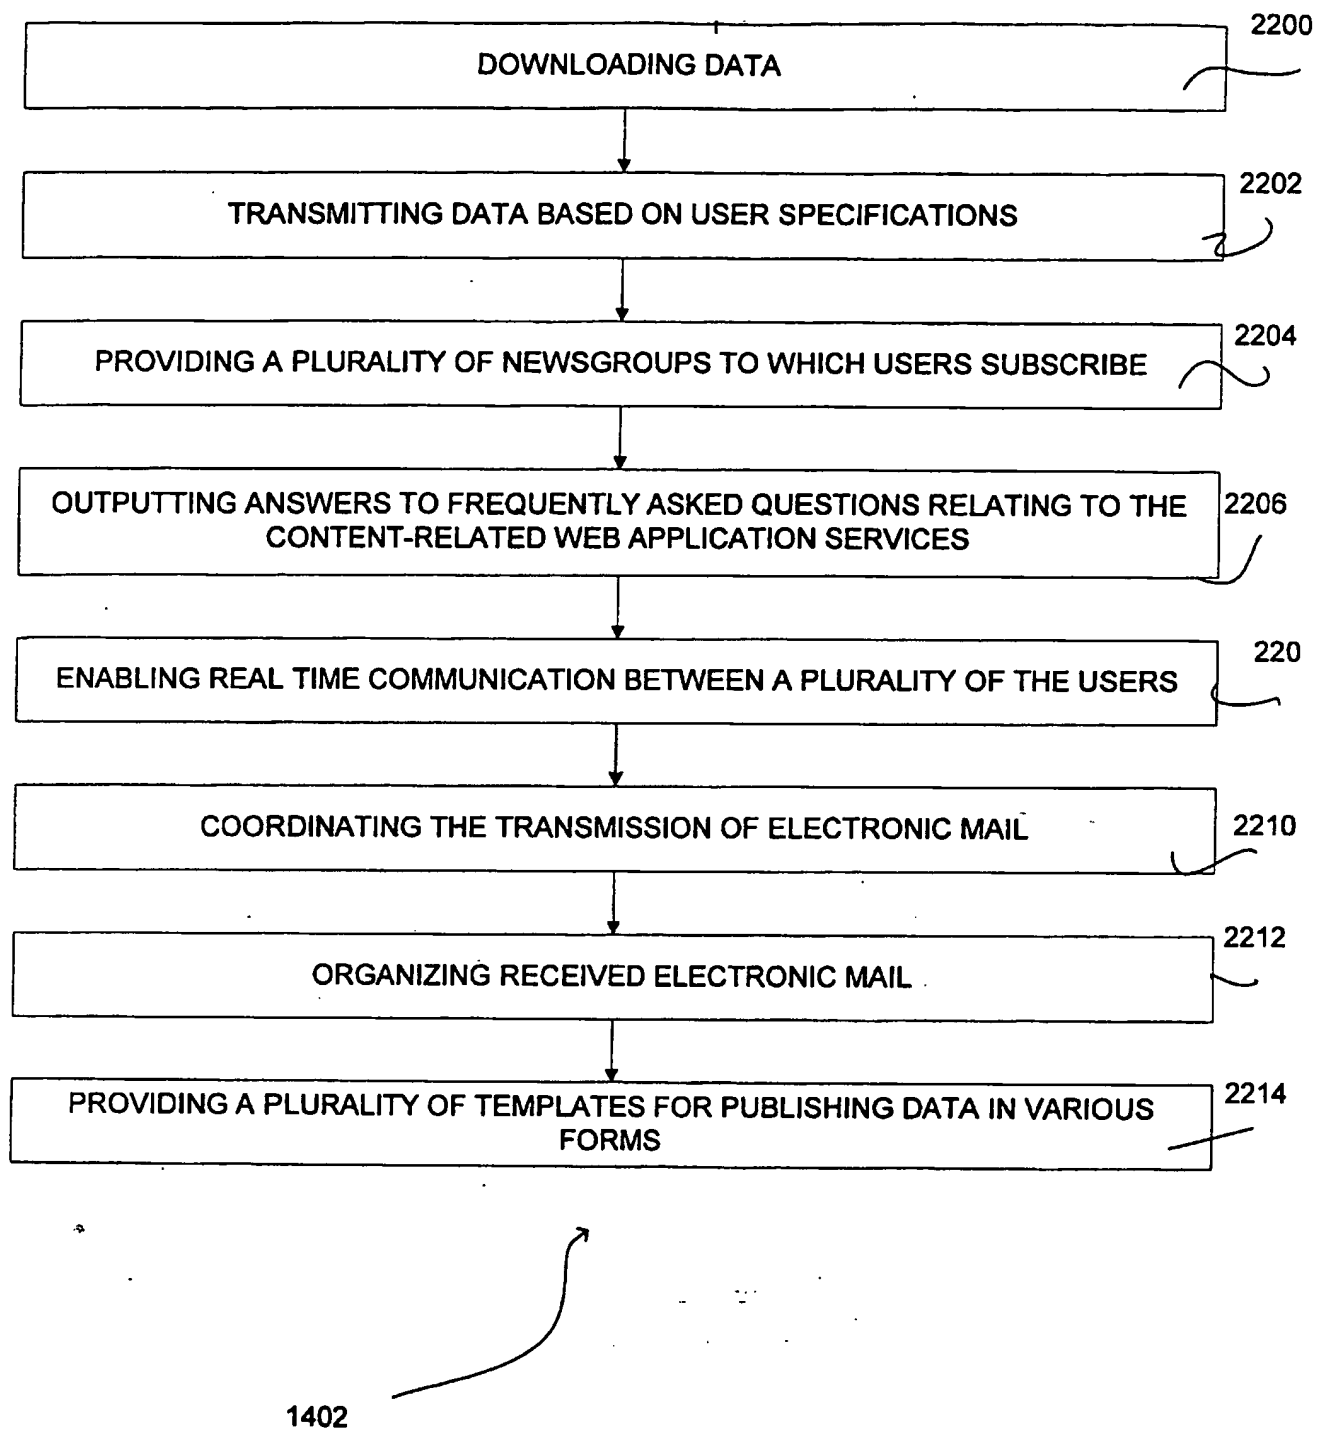 2200
DOWNLOADING DATA
2202
TRANSMITTING DATA BASED ON USER SPECIFICATIONS
2204
PROVIDING A PLURALITY OF NEWSGROUPS TO WHICH USERS SUBSCRIBE
2206
OUTPUTTING ANSWERS TO FREQUENTLY ASKED QUESTIONS RELATING TO THE
CONTENT-RELATED WEB APPLICATION SERVICES
220
ENABLING REAL TIME COMMUNICATION BETWEEN A PLURALITY OF THE USERS
2210
COORDINATING THE TRANSMISSION OF ELECTRONIC MAIL
2212
ORGANIZING RECEIVED ELECTRONIC MAIL
2214
PROVIDING A PLURALITY OF TEMPLATES FOR PUBLISHING DATA IN VARIOUS
FORMS
1402